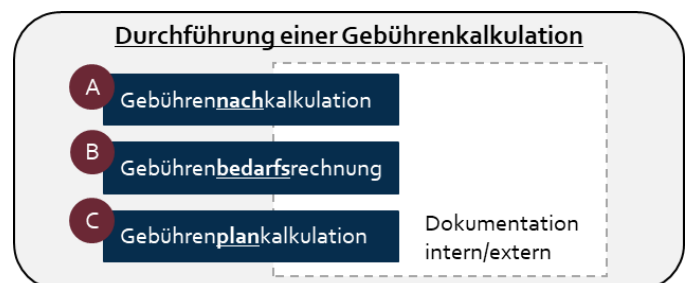 Durchführung einer Gebührenkalkulation
A
Gebührennachkalkulation
B
Gebührenbedarfsrechnung
C
Gebührenplankalkulation
Dokumentation
intern/extern